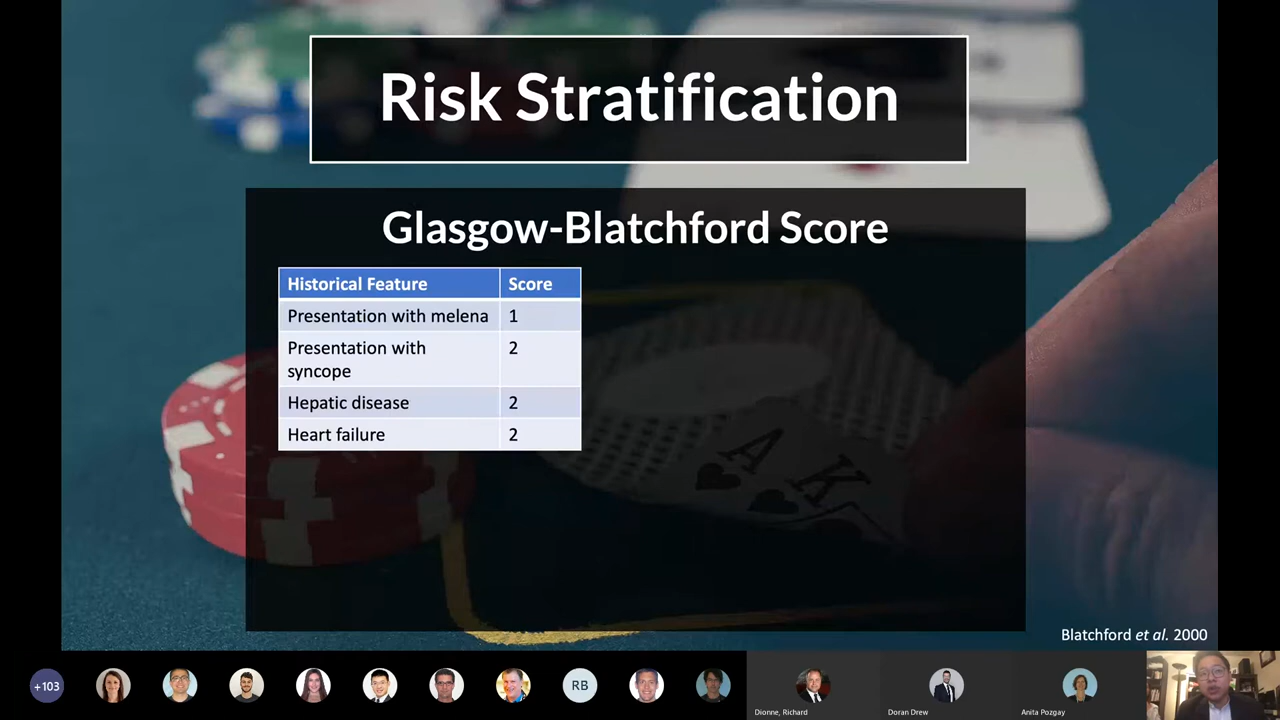 Risk Stratification
Glasgow-Blatchford Score
Historical Feature Score
Presentation with melena 1
Presentation with 2
syncope
Hepatic disease 2
Heart failure 2
A K
Blatchford et al. 2000
+103
RB
Dionne, Richard
Doran Drew
Anita Pozgay